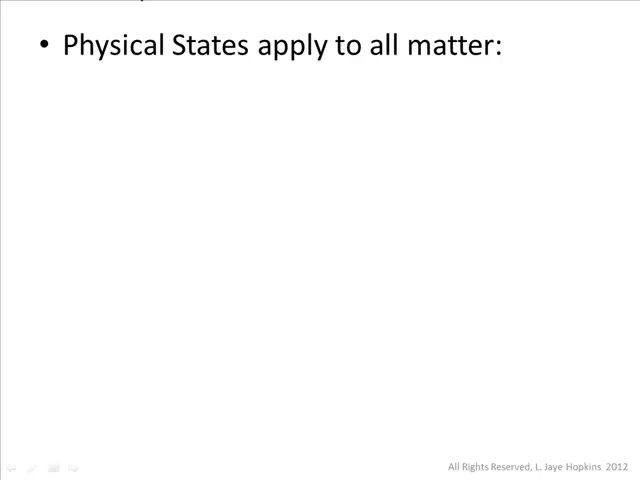 • Physical States apply to all matter:
All Rights Reserved, L. Jaye Hopkins 2012